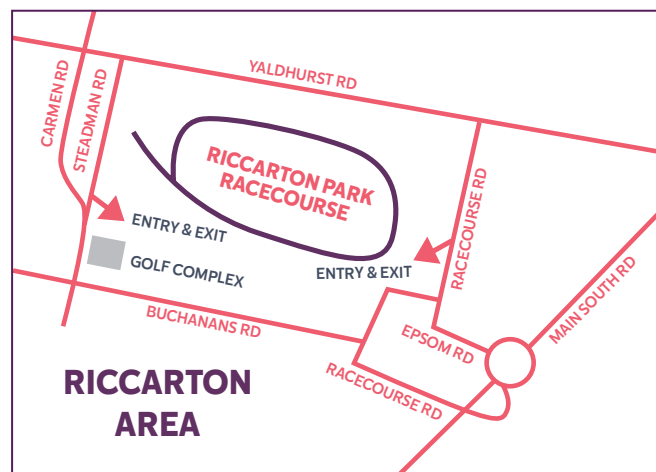 YALDHURST RD
CARMEN RD
STEADMAN RD
RICCARTON PARK
RACECOURSE
RACECOURSE RD
ENTRY & EXIT
GOLF COMPLEX
ENTRY & EXIT
MAIN SOUTH RD
BUCHANANS RD
EPSOM RD
RACECOURSE RD
RICCARTON
AREA